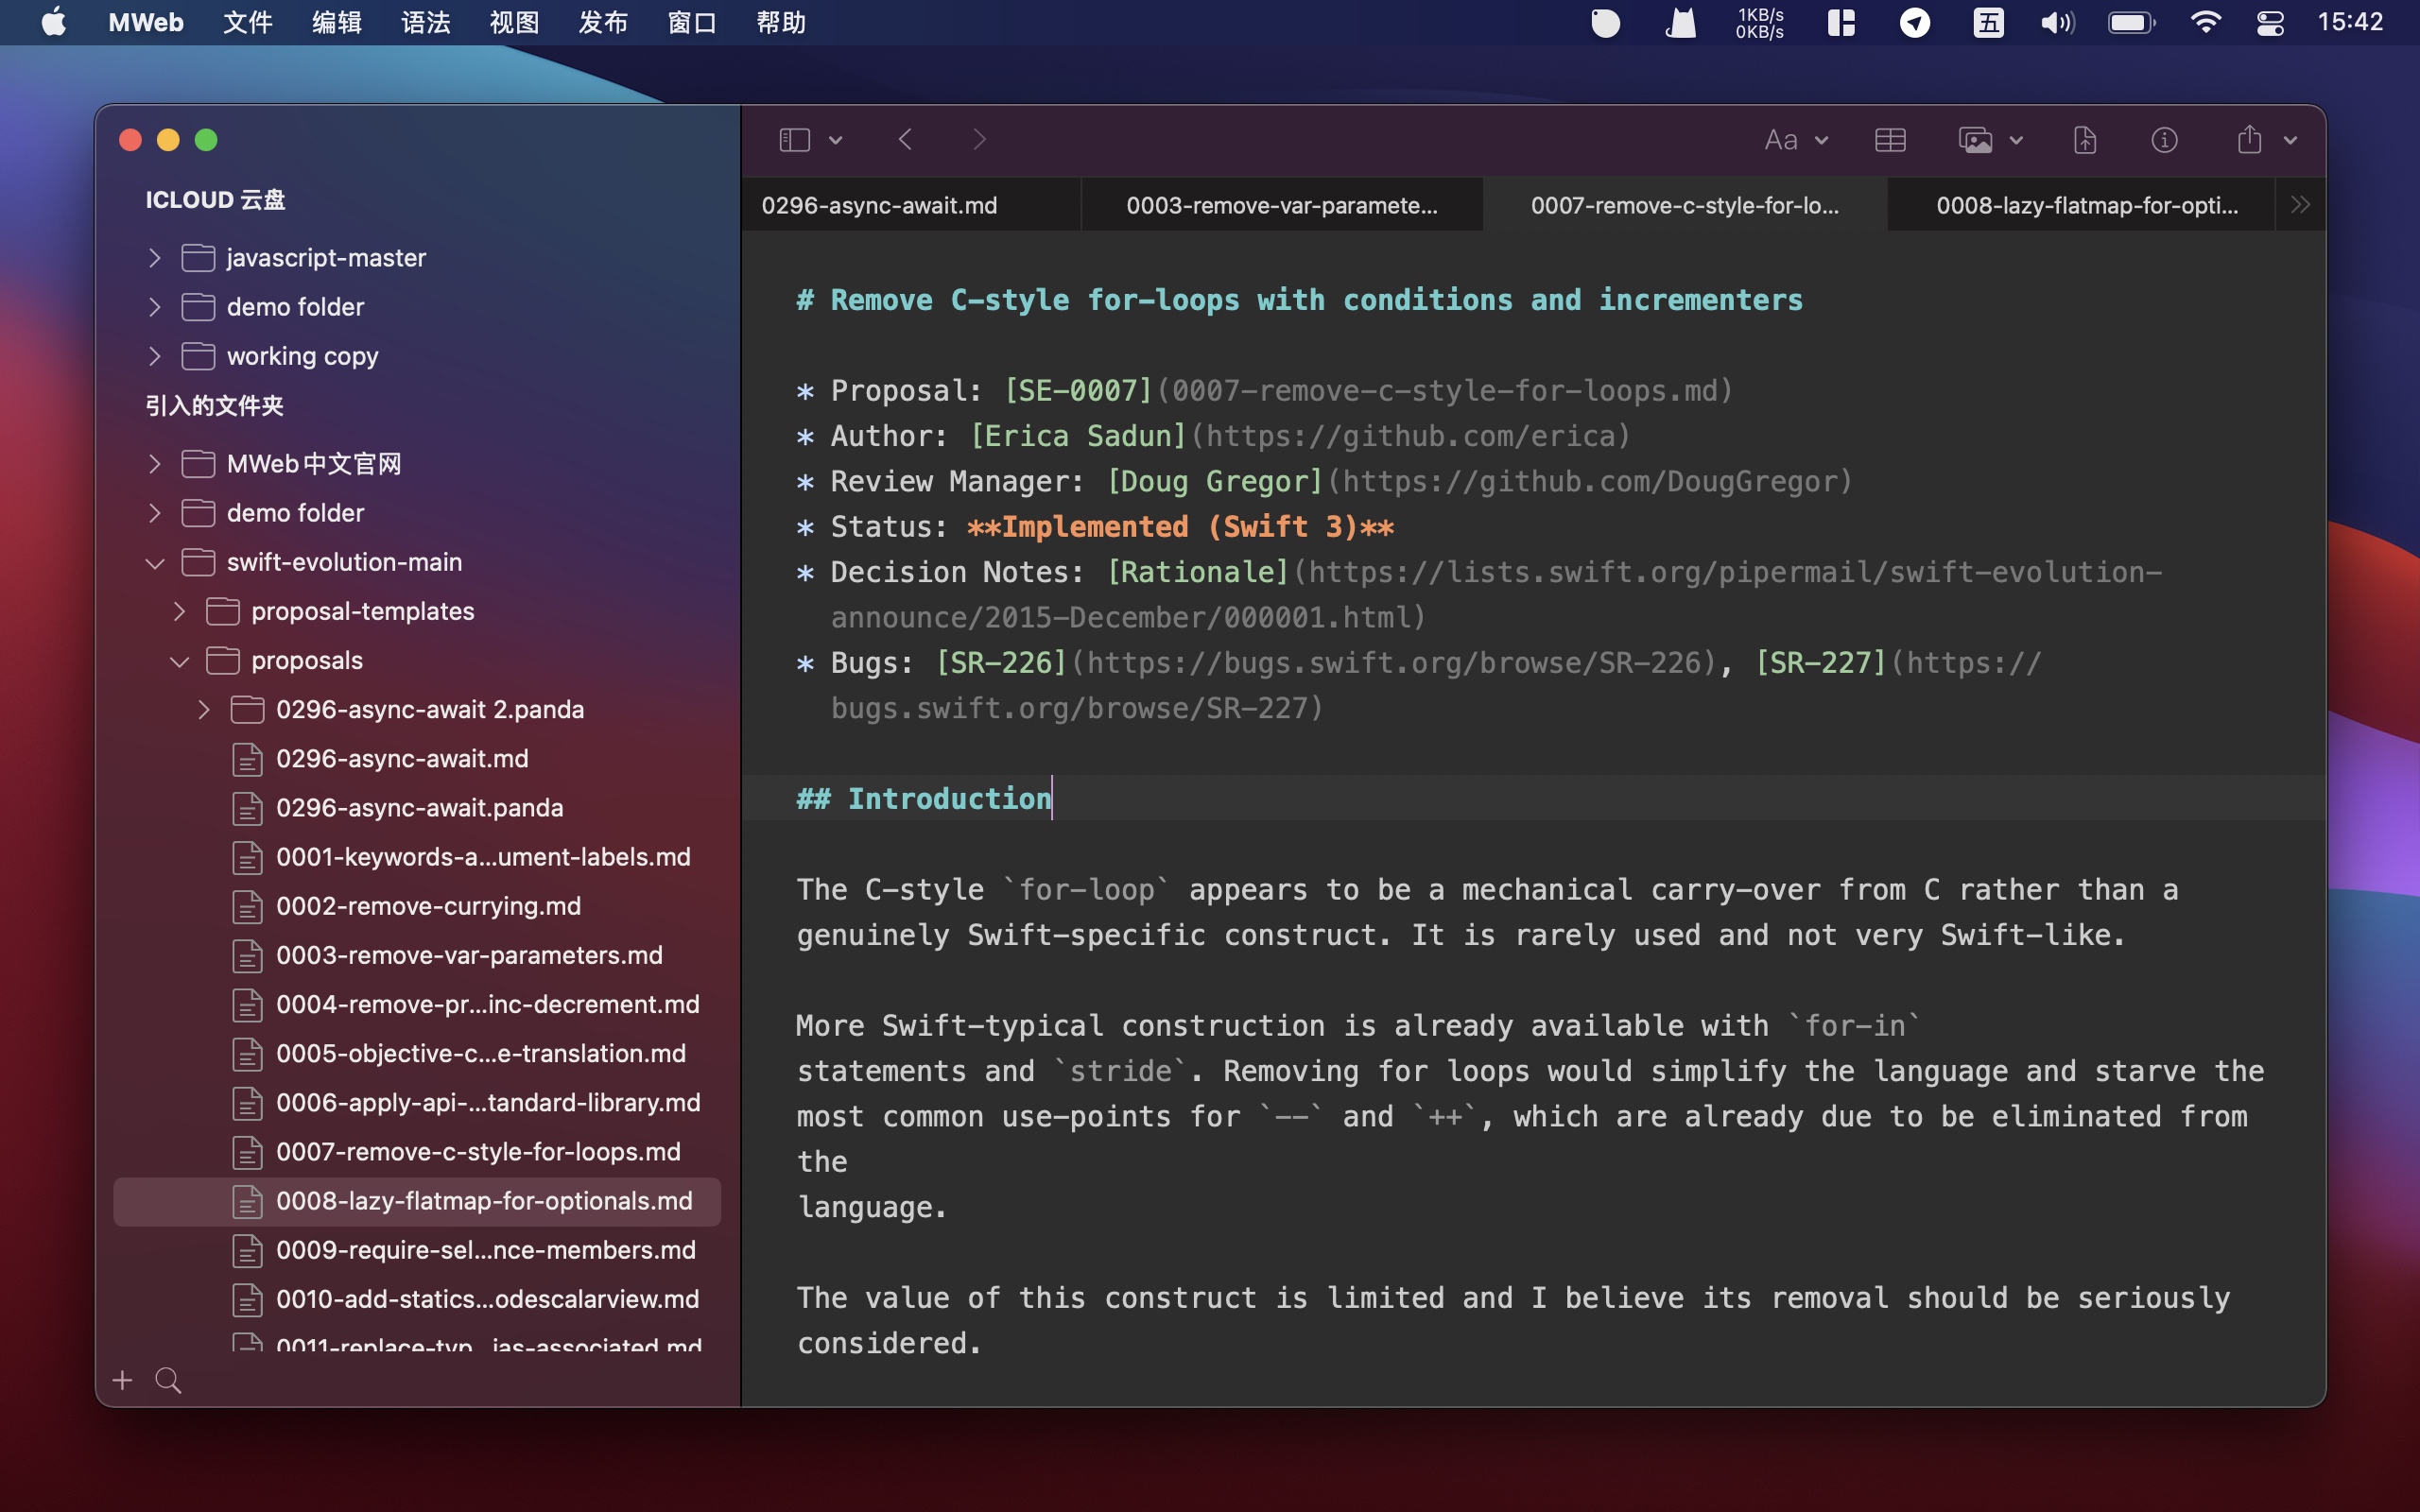 MWeb 文件 编辑 语法 视图 发布 窗口 帮助
1KB/s
0KB/s
五
15:42
ICLOUD 云盘
javascript-master
demo folder
working copy
引入的文件夹
MWeb中文官网
demo folder
swift-evolution-main
proposal-templates
proposals
0296-async-await 2.panda
0296-async-await.md
0296-async-await.panda
0001-keywords-a...ument-labels.md
0002-remove-currying.md
0003-remove-var-parameters.md
0004-remove-pr...inc-decrement.md
0005-objective-c...e-translation.md
0006-apply-api-...tandard-library.md
0007-remove-c-style-for-loops.md
0008-lazy-flatmap-for-optionals.md
0009-require-sel...nce-members.md
0010-add-statics...odescalarview.md
0011-replace-typ...ias-associated.md
Aa
0296-async-await.md
0003-remove-var-paramete...
0007-remove-c-style-for-lo...
0008-lazy-flatmap-for-opti...
# Remove C-style for-loops with conditions and incrementers
* Proposal: [SE-0007](0007-remove-c-style-for-loops.md)
* Author: [Erica Sadun](https://github.com/erica)
* Review Manager: [Doug Gregor](https://github.com/DougGregor)
* Status: **Implemented (Swift 3)**
* Decision Notes: [Rationale](https://lists.swift.org/pipermail/swift-evolution-
announce/2015-December/000001.html)
* Bugs: [SR-226](https://bugs.swift.org/browse/SR-226), [SR-227](https://
bugs.swift.org/browse/SR-227)
## Introduction
The C-style `for-loop` appears to be a mechanical carry-over from C rather than a
genuinely Swift-specific construct. It is rarely used and not very Swift-like.
More Swift-typical construction is already available with `for-in`
statements and `stride`. Removing for loops would simplify the language and starve the
most common use-points for `--` and `++`, which are already due to be eliminated from
the
language.
The value of this construct is limited and I believe its removal should be seriously
considered.